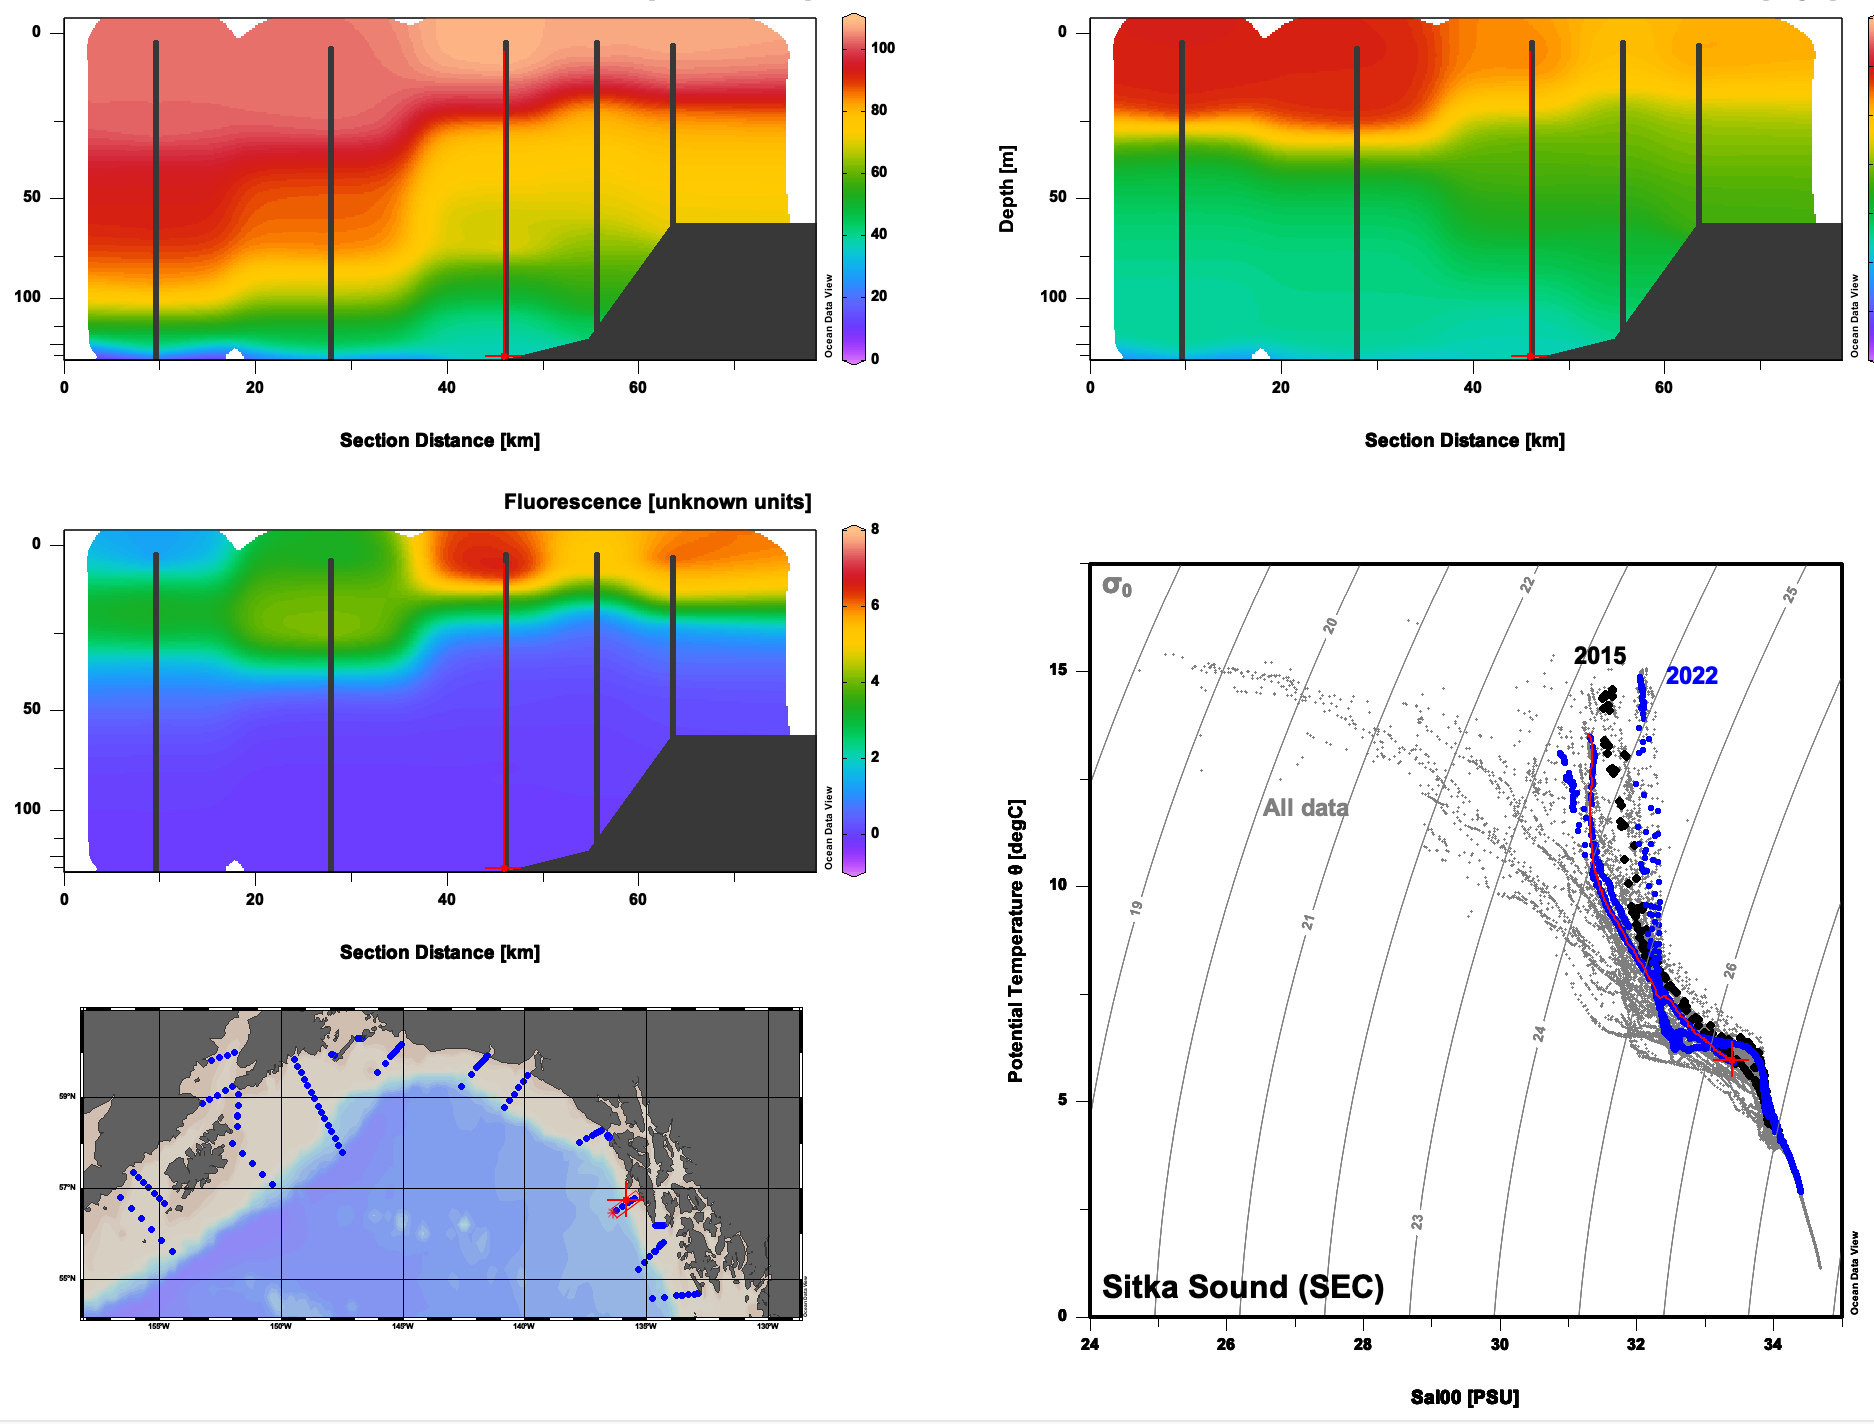 0
50
100
0
20
40
60
Section Distance [km]
100
80
60
40
20
0
Ocean Data View
Depth [m]
0
50
100
0
20
40
60
Section Distance [km]
Ocean Data View
Fluorescence [unknown units]
0
50
100
0
20
40
60
Section Distance [km]
8
6
4
2
0
Ocean Data View
59°N
57°N
55°N
155°W
150°W
145°W
140°W
135°W
130°W
Ocean Data View
σ0
19
20
21
22
23
24
25
26
2015
2022
All data
Sitka Sound (SEC)
Potential Temperature θ [degC]
15
10
5
0
24
26
28
30
32
34
Sal00 [PSU]
Ocean Data View